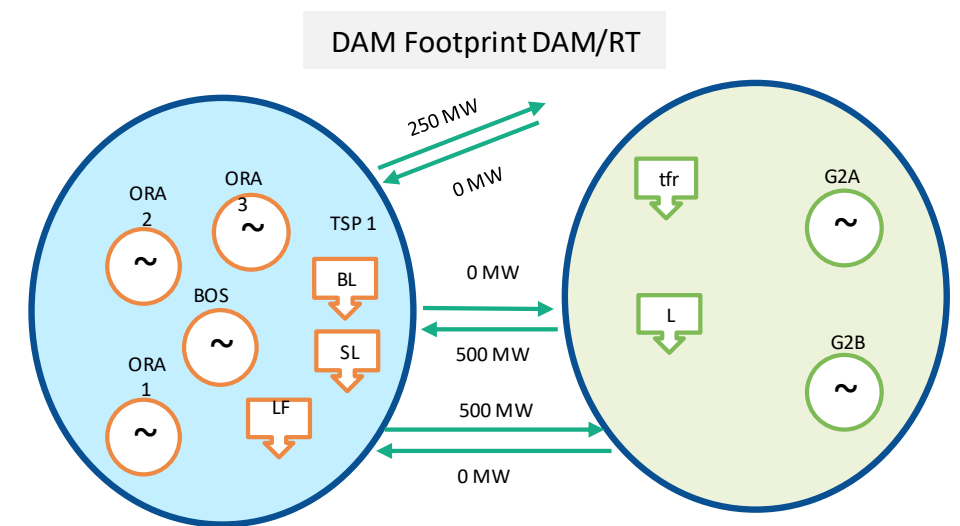 DAM Footprint DAM/RT
250 MW
0 MW
ORA
2
ORA
3
TSP 1
~
~
BL
BOS
~
SL
ORA
1
LF
~
0 MW
500 MW
500 MW
0 MW
tfr
G2A
~
L
G2B
~